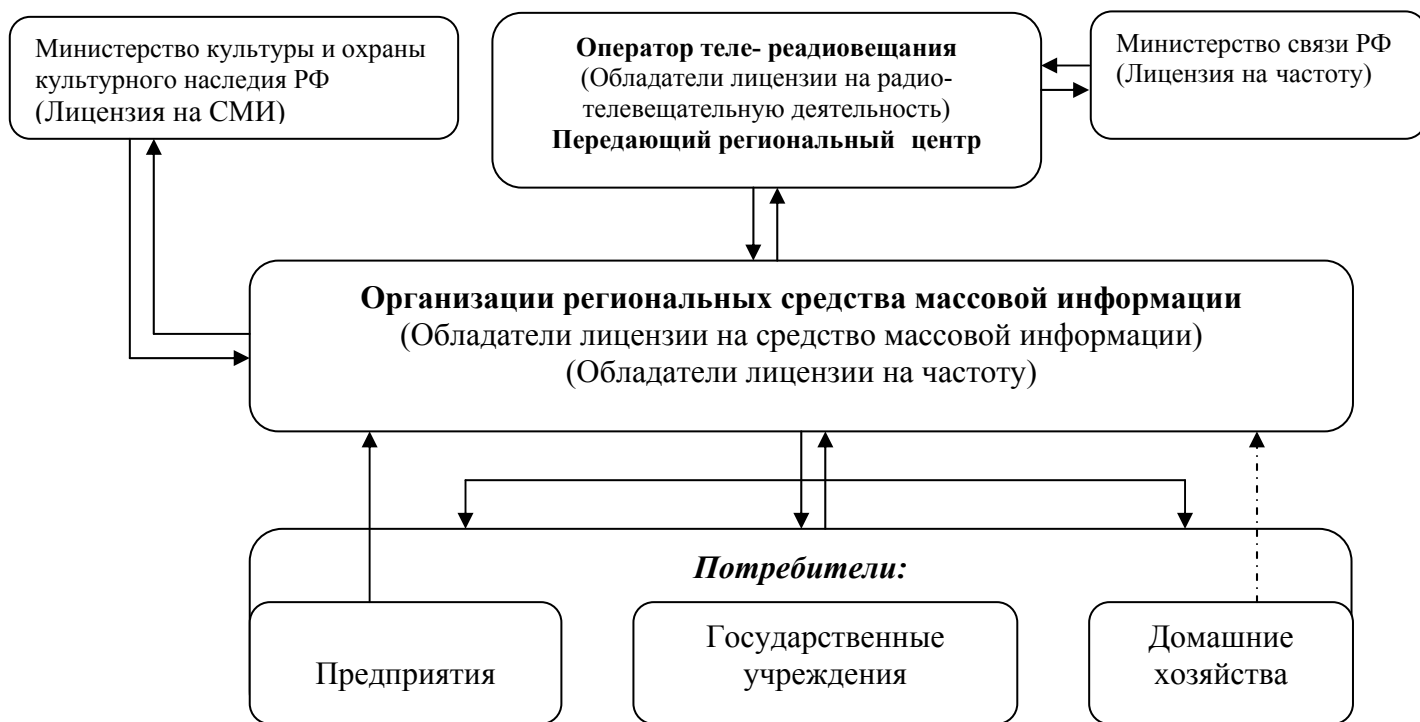 Министерство культуры и охраны
культурного наследия РФ
(Лицензия на СМИ)
Оператор теле- реадиовещания
(Обладатели лицензии на радио-
телевещательную деятельность)
Передающий региональный центр
Министерство связи РФ
(Лицензия на частоту)
Организации региональных средства массовой информации
(Обладатели лицензии на средство массовой информации)
(Обладатели лицензии на частоту)
Потребители:
Предприятия
Государственные
учреждения
Домашние
хозяйства